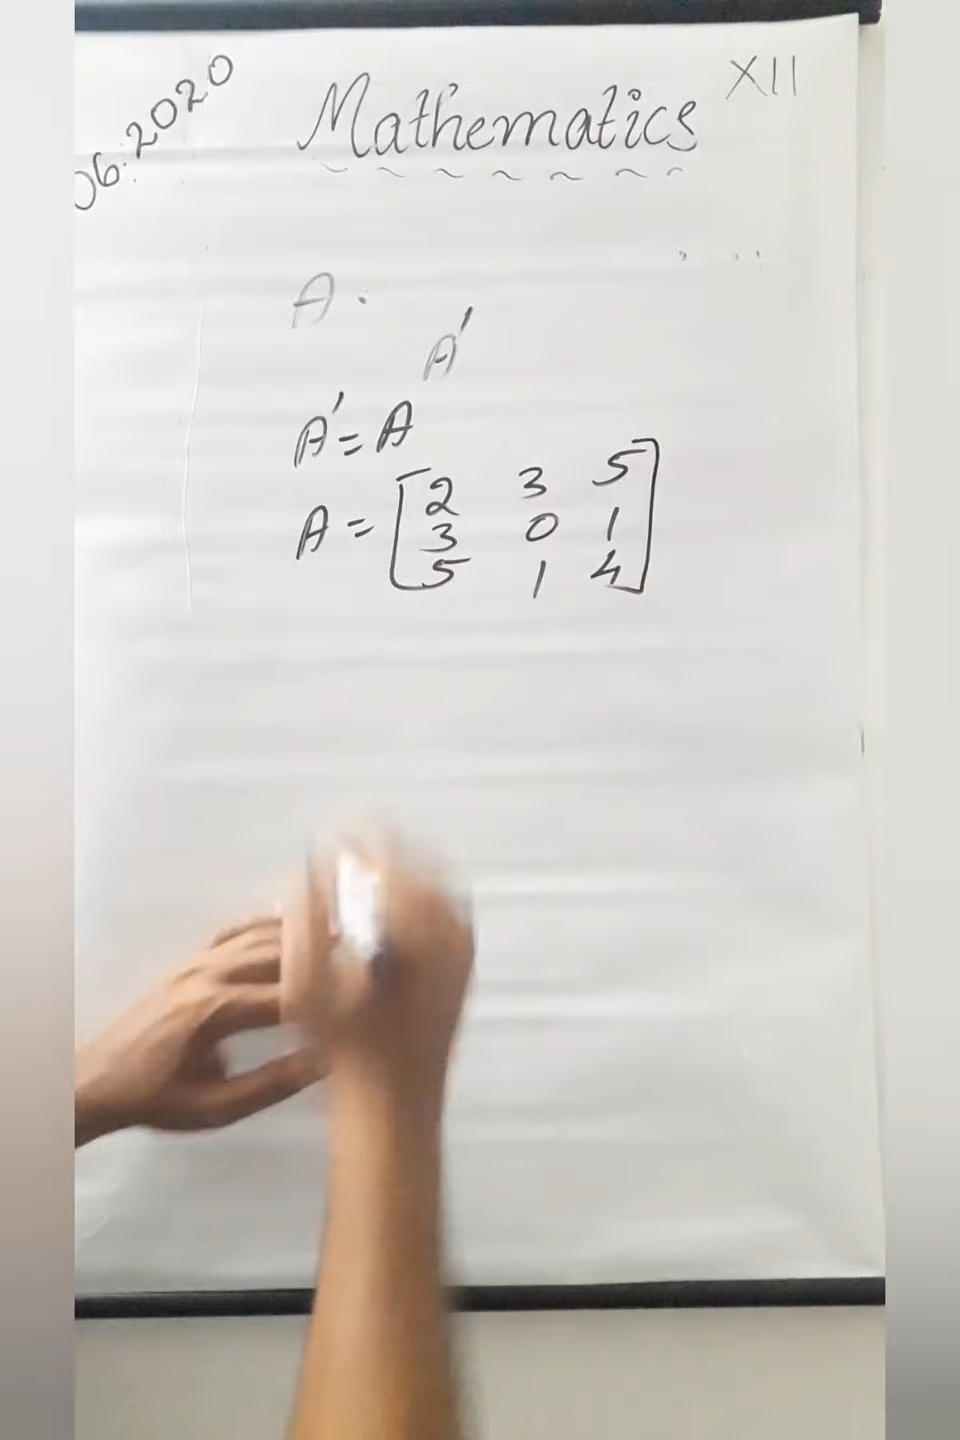 06.2020
Mathematics XII
A .
A'
A' = A
A = [2 3 5
3 0 1
5 1 4]